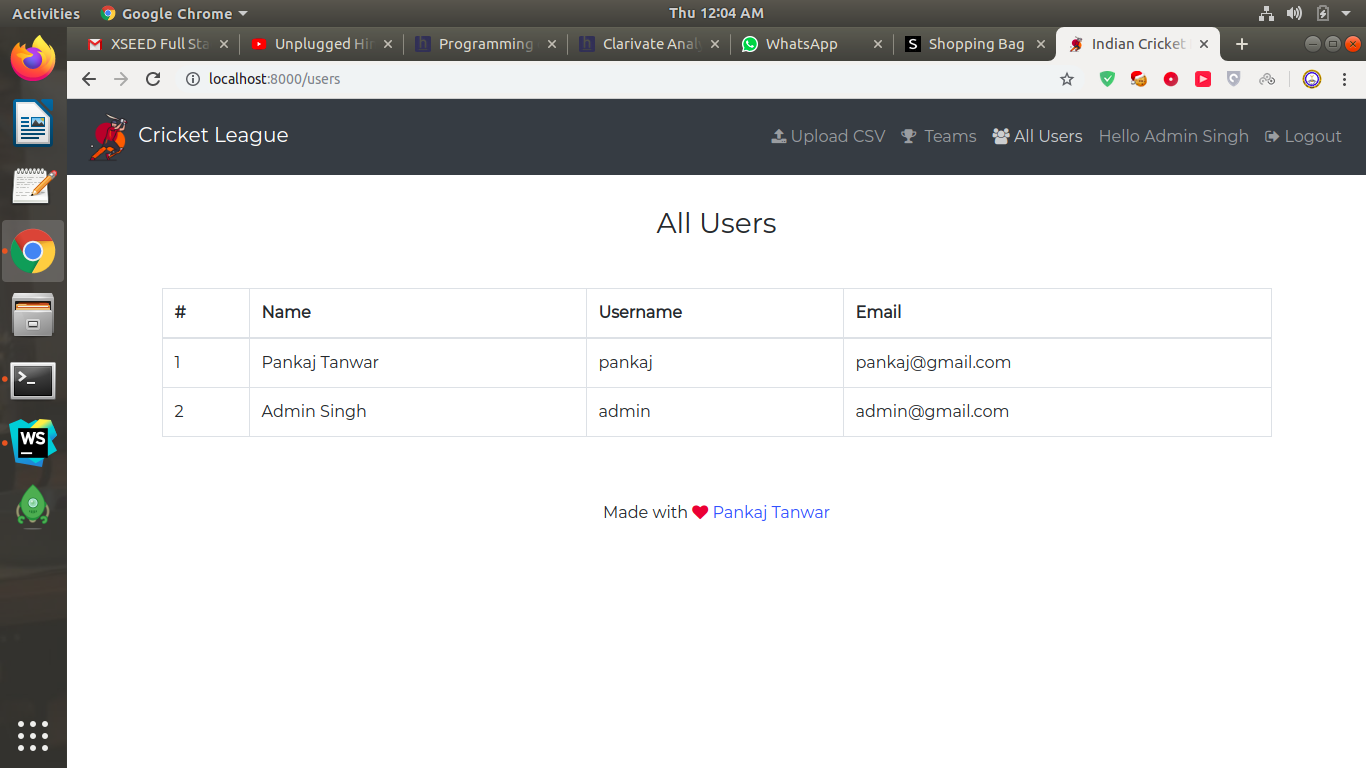 Activities Google Chrome Thu 12:04 AM
XSEED Full Sta Unplugged Hin Programming Clarivate Anal WhatsApp Shopping Bag Indian Cricket
localhost:8000/users
Cricket League Upload CSV Teams All Users Hello Admin Singh Logout
All Users
# Name Username Email
1 Pankaj Tanwar pankaj pankaj@gmail.com
2 Admin Singh admin admin@gmail.com
Made with Pankaj Tanwar
WS